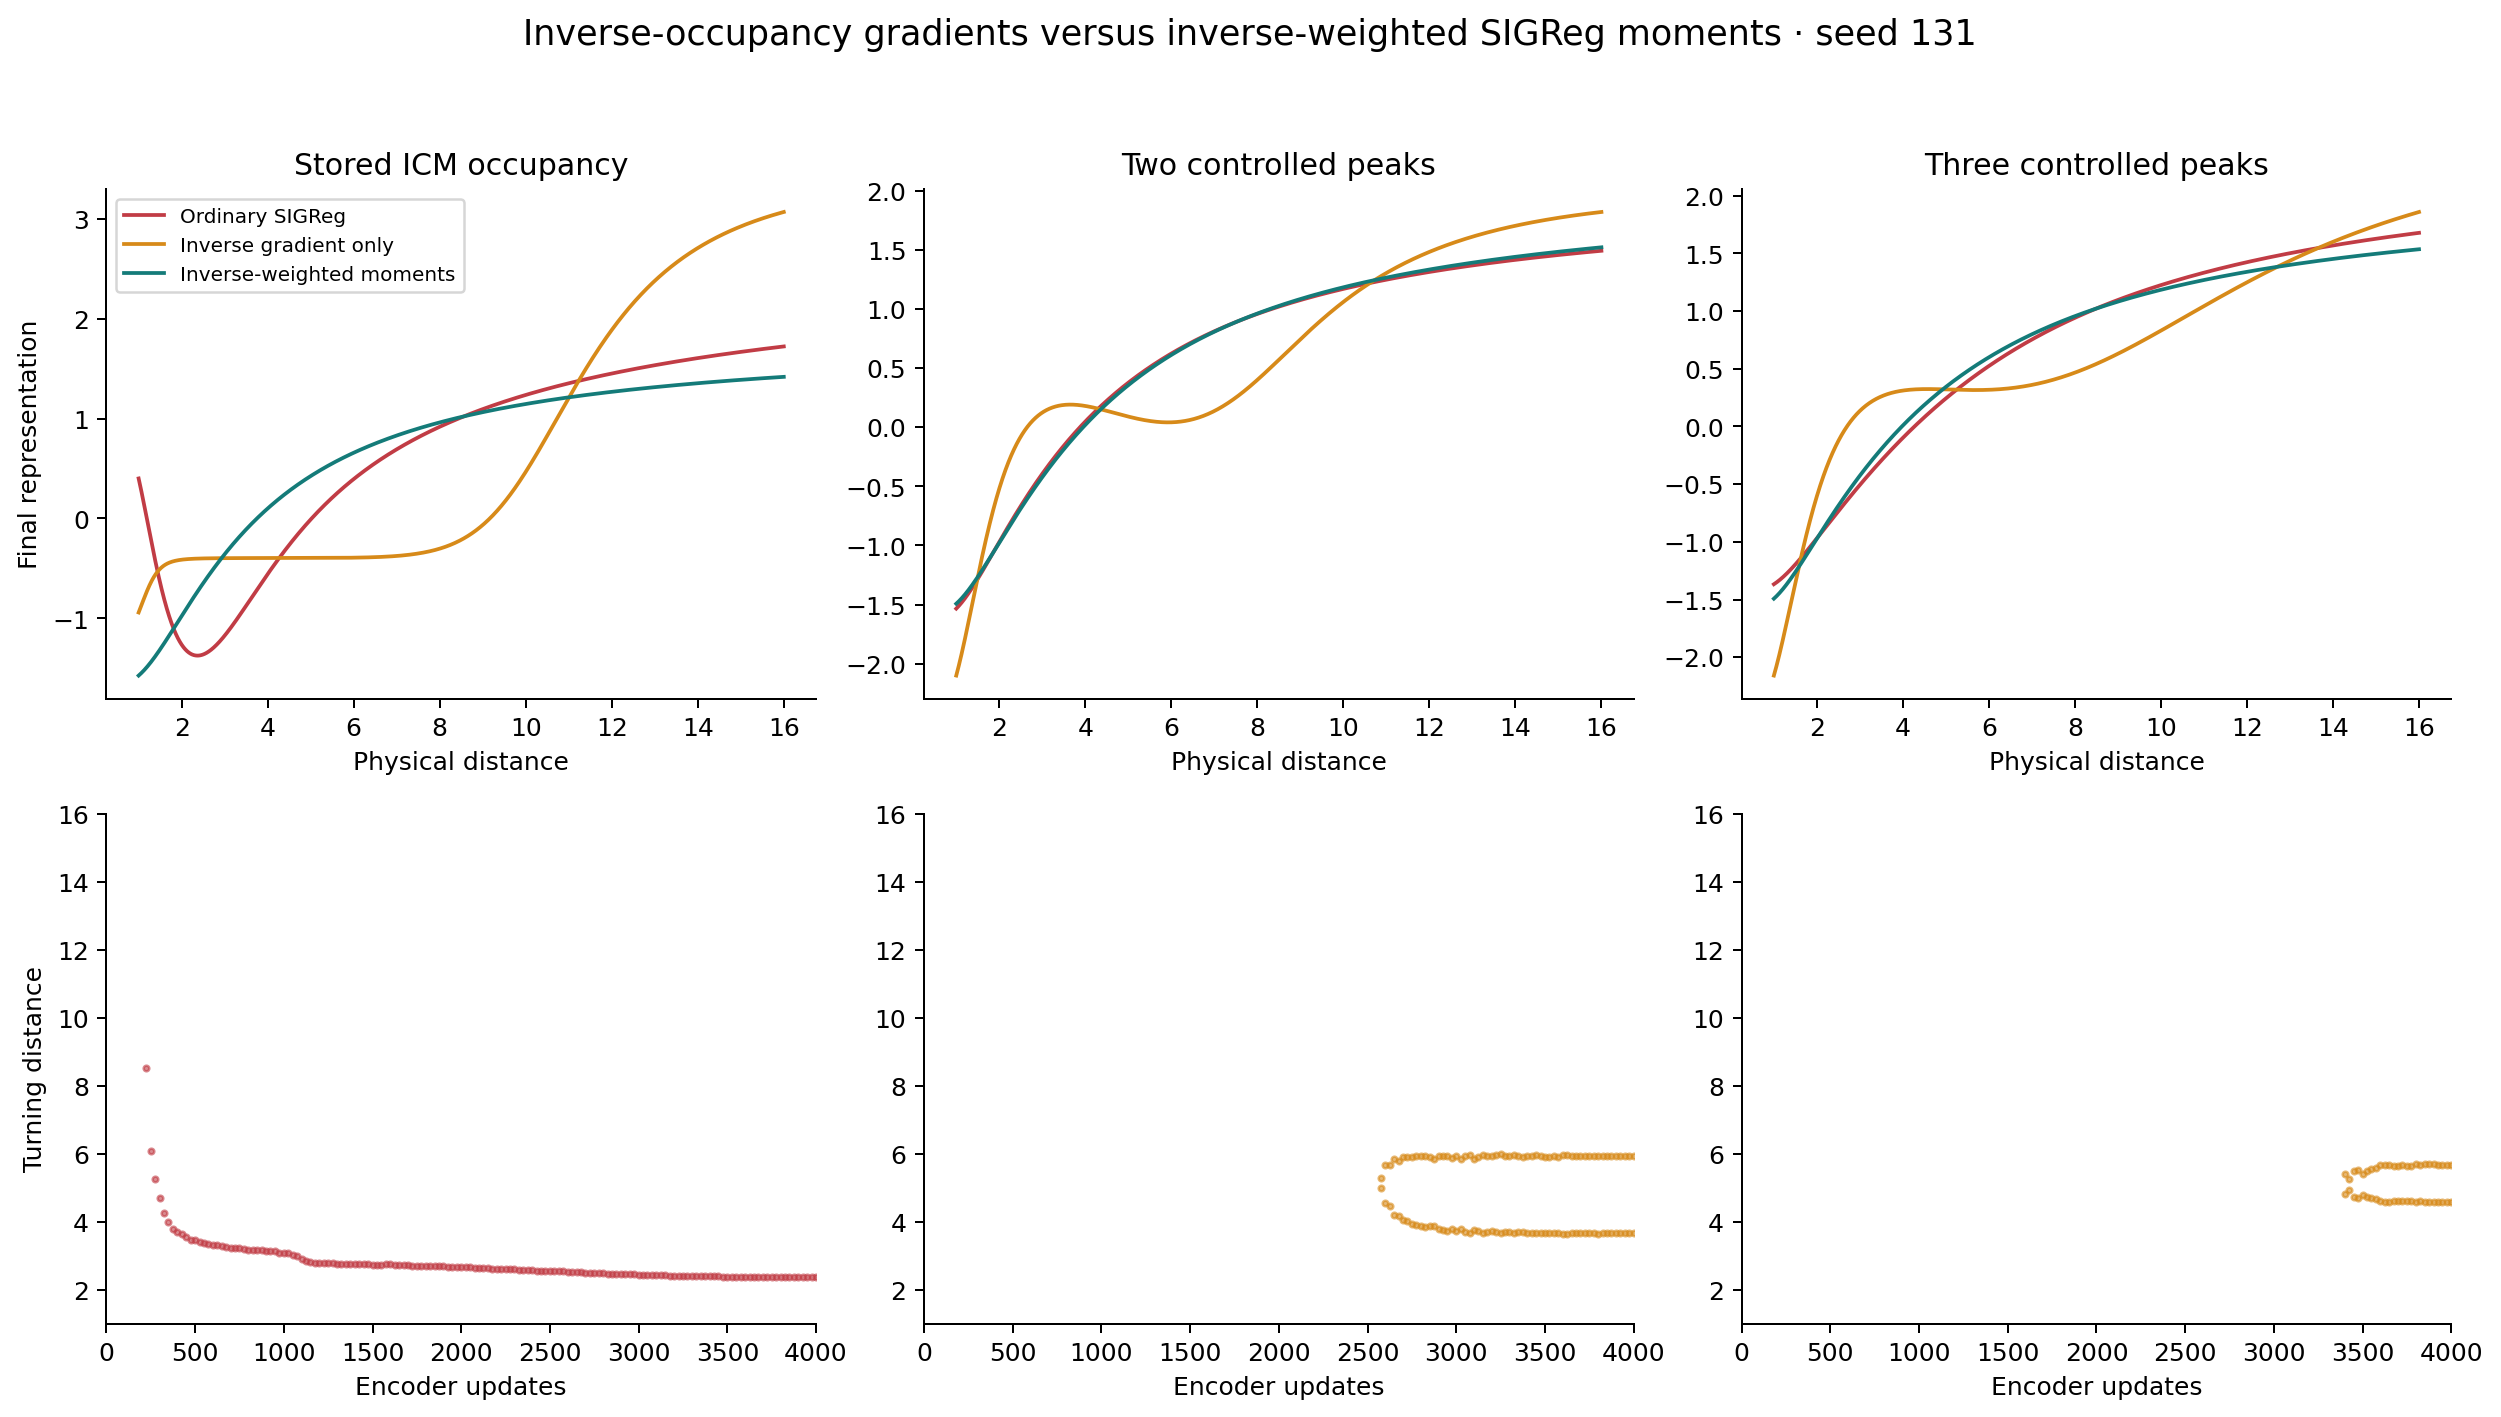 Inverse-occupancy gradients versus inverse-weighted SIGReg moments · seed 131
Stored ICM occupancy
Two controlled peaks
Three controlled peaks
Ordinary SIGReg
Inverse gradient only
Inverse-weighted moments
Final representation
3
2
1
0
−1
2 4 6 8 10 12 14 16
Physical distance
2.0
1.5
1.0
0.5
0.0
−0.5
−1.0
−1.5
−2.0
2 4 6 8 10 12 14 16
Physical distance
2.0
1.5
1.0
0.5
0.0
−0.5
−1.0
−1.5
−2.0
2 4 6 8 10 12 14 16
Physical distance
Turning distance
16
14
12
10
8
6
4
2
0 500 1000 1500 2000 2500 3000 3500 4000
Encoder updates
16
14
12
10
8
6
4
2
0 500 1000 1500 2000 2500 3000 3500 4000
Encoder updates
16
14
12
10
8
6
4
2
0 500 1000 1500 2000 2500 3000 3500 4000
Encoder updates